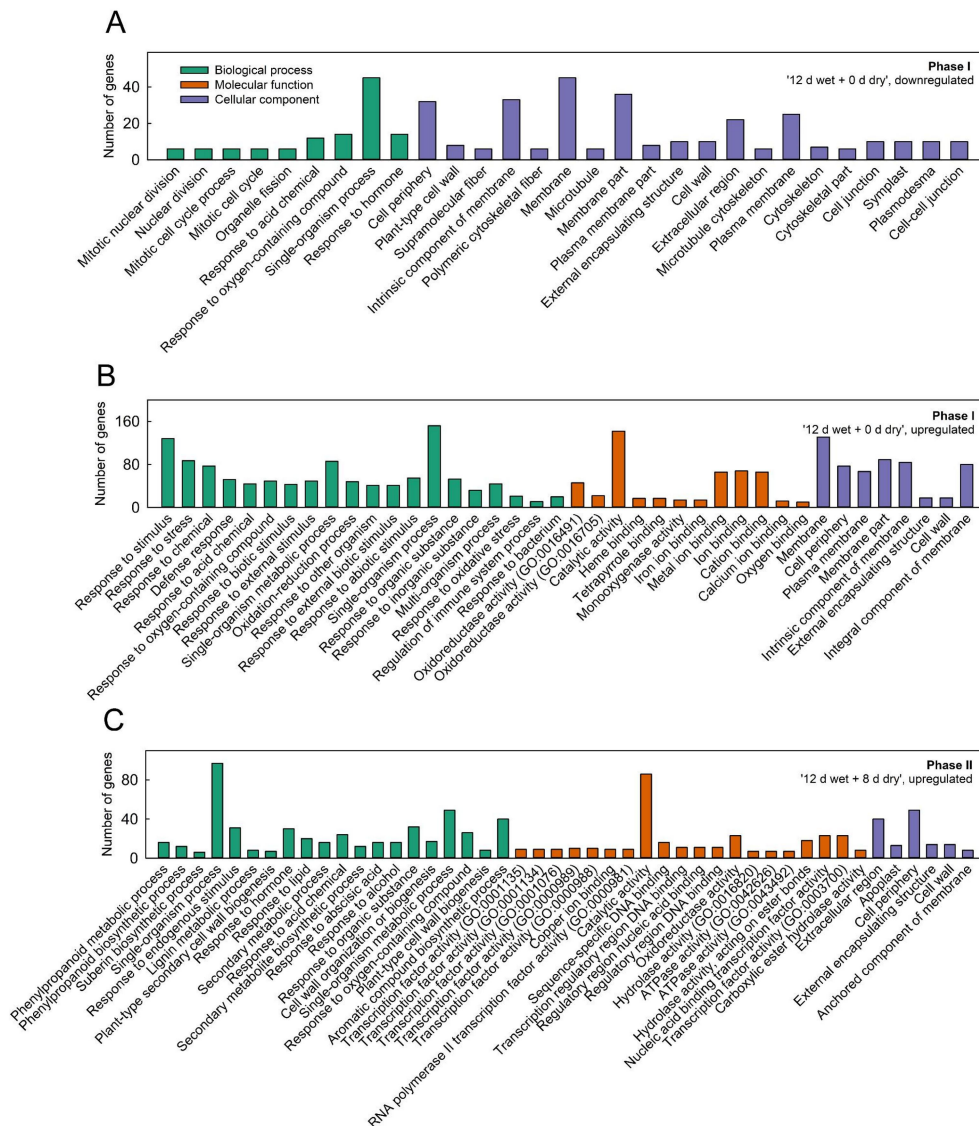 A
Phase I
'12 d wet + 0 d dry', downregulated
Biological process
Molecular function
Cellular component
Number of genes
40
20
0
Mitotic nuclear division
Nuclear division
Mitotic cell cycle process
Mitotic cell cycle
Organelle fission
Response to acid chemical
Response to oxygen-containing compound
Single-organism process
Response to hormone
Cell periphery
Plant-type cell wall
Supramolecular fiber
Intrinsic component of membrane
Polymeric cytoskeletal fiber
Membrane
Microtubule
Membrane part
Plasma membrane part
External encapsulating structure
Cell wall
Extracellular region
Microtubule cytoskeleton
Plasma membrane
Cytoskeleton
Cytoskeletal part
Cell junction
Symplast
Plasmodesma
Cell-cell junction
B
Phase I
'12 d wet + 0 d dry', upregulated
Number of genes
160
80
0
Response to stimulus
Response to stress
Response to chemical
Defense response
Response to acid chemical
Response to oxygen-containing compound
Response to biotic stimulus
Response to external stimulus
Single-organism metabolic process
Oxidation-reduction process
Response to other organism
Response to external biotic stimulus
Response to abiotic stimulus
Single-organism process
Response to organic substance
Response to inorganic substance
Multi-organism process
Response to oxidative stress
Regulation of immune system process
Response to bacterium
Oxidoreductase activity (GO:0016491)
Oxidoreductase activity (GO:0016705)
Catalytic activity
Heme binding
Tetrapyrrole binding
Monooxygenase activity
Iron ion binding
Metal ion binding
Ion binding
Cation binding
Calcium ion binding
Oxygen binding
Membrane
Cell periphery
Plasma membrane
Membrane part
Intrinsic component of membrane
External encapsulating structure
Cell wall
Integral component of membrane
C
Phase II
'12 d wet + 8 d dry', upregulated
Number of genes
80
40
0
Phenylpropanoid metabolic process
Phenylpropanoid biosynthetic process
Suberin biosynthetic process
Single-organism process
Response to endogenous stimulus
Lignin metabolic process
Plant-type secondary cell wall biogenesis
Response to hormone
Response to lipid
Secondary metabolic process
Response to acid chemical
Secondary metabolite biosynthetic process
Response to abscisic acid
Response to alcohol
Response to organic substance
Cell wall organization or biogenesis
Single-organism metabolic process
Response to oxygen-containing compound
Plant-type cell wall biogenesis
Aromatic compound biosynthetic process
Transcription factor activity (GO:0001135)
Transcription factor activity (GO:0001134)
Transcription factor activity (GO:0001076)
Transcription factor activity (GO:0000989)
Transcription factor activity (GO:0000988)
Copper ion binding
RNA polymerase II transcription factor activity (GO:0000981)
Catalytic activity
Sequence-specific DNA binding
Transcription regulatory region DNA binding
Regulatory region nucleic acid binding
Regulatory region DNA binding
Oxidoreductase activity
Hydrolase activity (GO:0016820)
ATPase activity (GO:0042626)
ATPase activity (GO:0043492)
Hydrolase activity, acting on ester bonds
Nucleic acid binding transcription factor activity
Transcription factor activity (GO:0003700)
Carboxylic ester hydrolase activity
Extracellular region
Apoplast
Cell periphery
External encapsulating structure
Cell wall
Anchored component of membrane